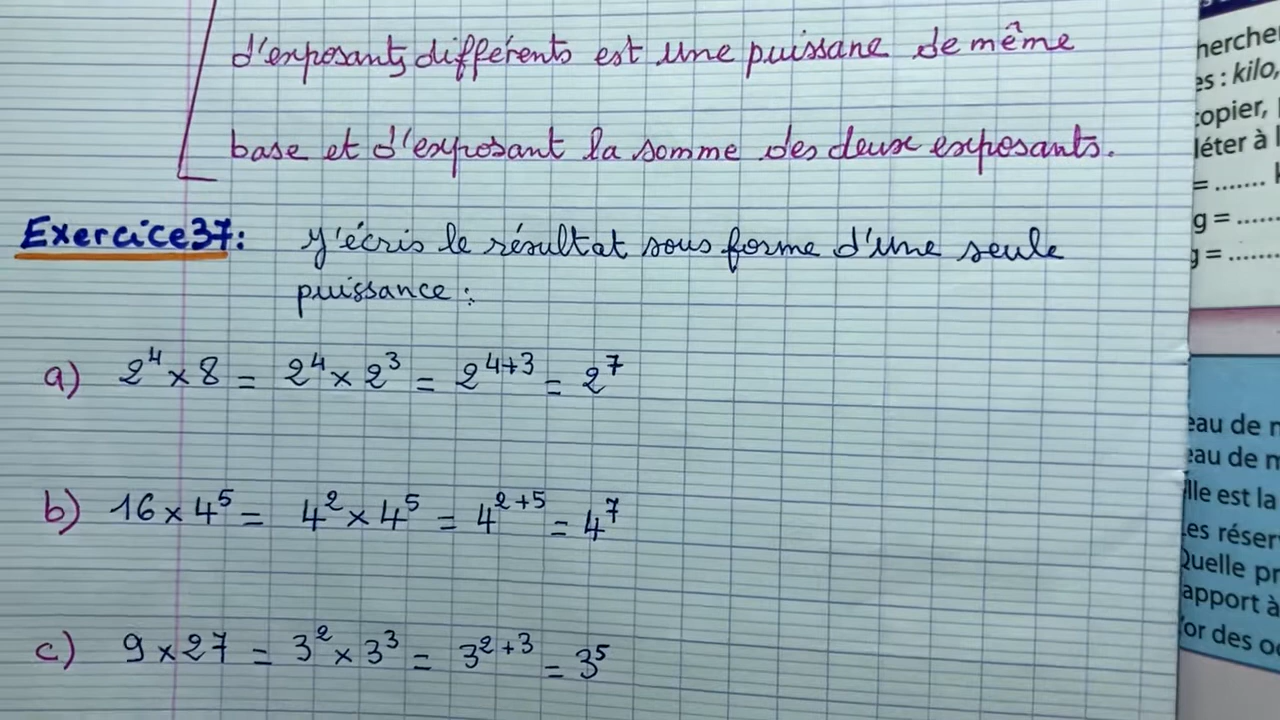 d'exposants différents est une puissane de même
base et d'exposant la somme des deux exposants.
Exercice 37: J'écris le résultat sous forme d'une seule
puissance :
a) 2⁴ × 8 = 2⁴ × 2³ = 2⁴⁺³ = 2⁷
b) 16 × 4⁵ = 4² × 4⁵ = 4²⁺⁵ = 4⁷
c) 9 × 27 = 3² × 3³ = 3²⁺³ = 3⁵
es : kilo,
opier,
léter à
= .......
g = ......
g = .......
eau de
eau de
lle est la
es réser
Quelle pr
apport à
or des o